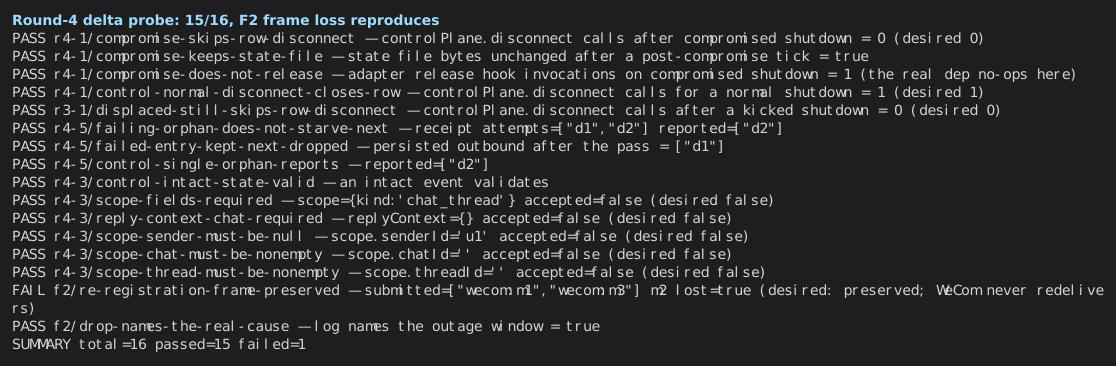 Round-4 delta probe: 15/16, F2 frame loss reproduces
PASS r4-1/compromise-skips-row-disconnect — controlPlane.disconnect calls after compromised shutdown = 0 (desired 0)
PASS r4-1/compromise-keeps-state-file — state file bytes unchanged after a post-compromise tick = true
PASS r4-1/compromise-does-not-release — adapter release hook invocations on compromised shutdown = 1 (the real dep no-ops here)
PASS r4-1/control-normal-disconnect-closes-row — controlPlane.disconnect calls for a normal shutdown = 1 (desired 1)
PASS r3-1/displaced-still-skips-row-disconnect — controlPlane.disconnect calls after a kicked shutdown = 0 (desired 0)
PASS r4-5/failing-orphan-does-not-starve-next — receipt attempts=["d1","d2"] reported=["d2"]
PASS r4-5/failed-entry-kept-next-dropped — persisted outbound after the pass = ["d1"]
PASS r4-5/control-single-orphan-reports — reported=["d2"]
PASS r4-3/control-intact-state-valid — an intact event validates
PASS r4-3/scope-fields-required — scope={kind:'chat_thread'} accepted=false (desired false)
PASS r4-3/reply-context-chat-required — replyContext={} accepted=false (desired false)
PASS r4-3/scope-sender-must-be-null — scope.senderId='u1' accepted=false (desired false)
PASS r4-3/scope-chat-must-be-nonempty — scope.chatId='' accepted=false (desired false)
PASS r4-3/scope-thread-must-be-nonempty — scope.threadId='' accepted=false (desired false)
FAIL f2/re-registration-frame-preserved — submitted=["wecom:m1","wecom:m3"] m2 lost=true (desired: preserved; WeCom never redelive
rs)
PASS f2/drop-names-the-real-cause — log names the outage window = true
SUMMARY total=16 passed=15 failed=1